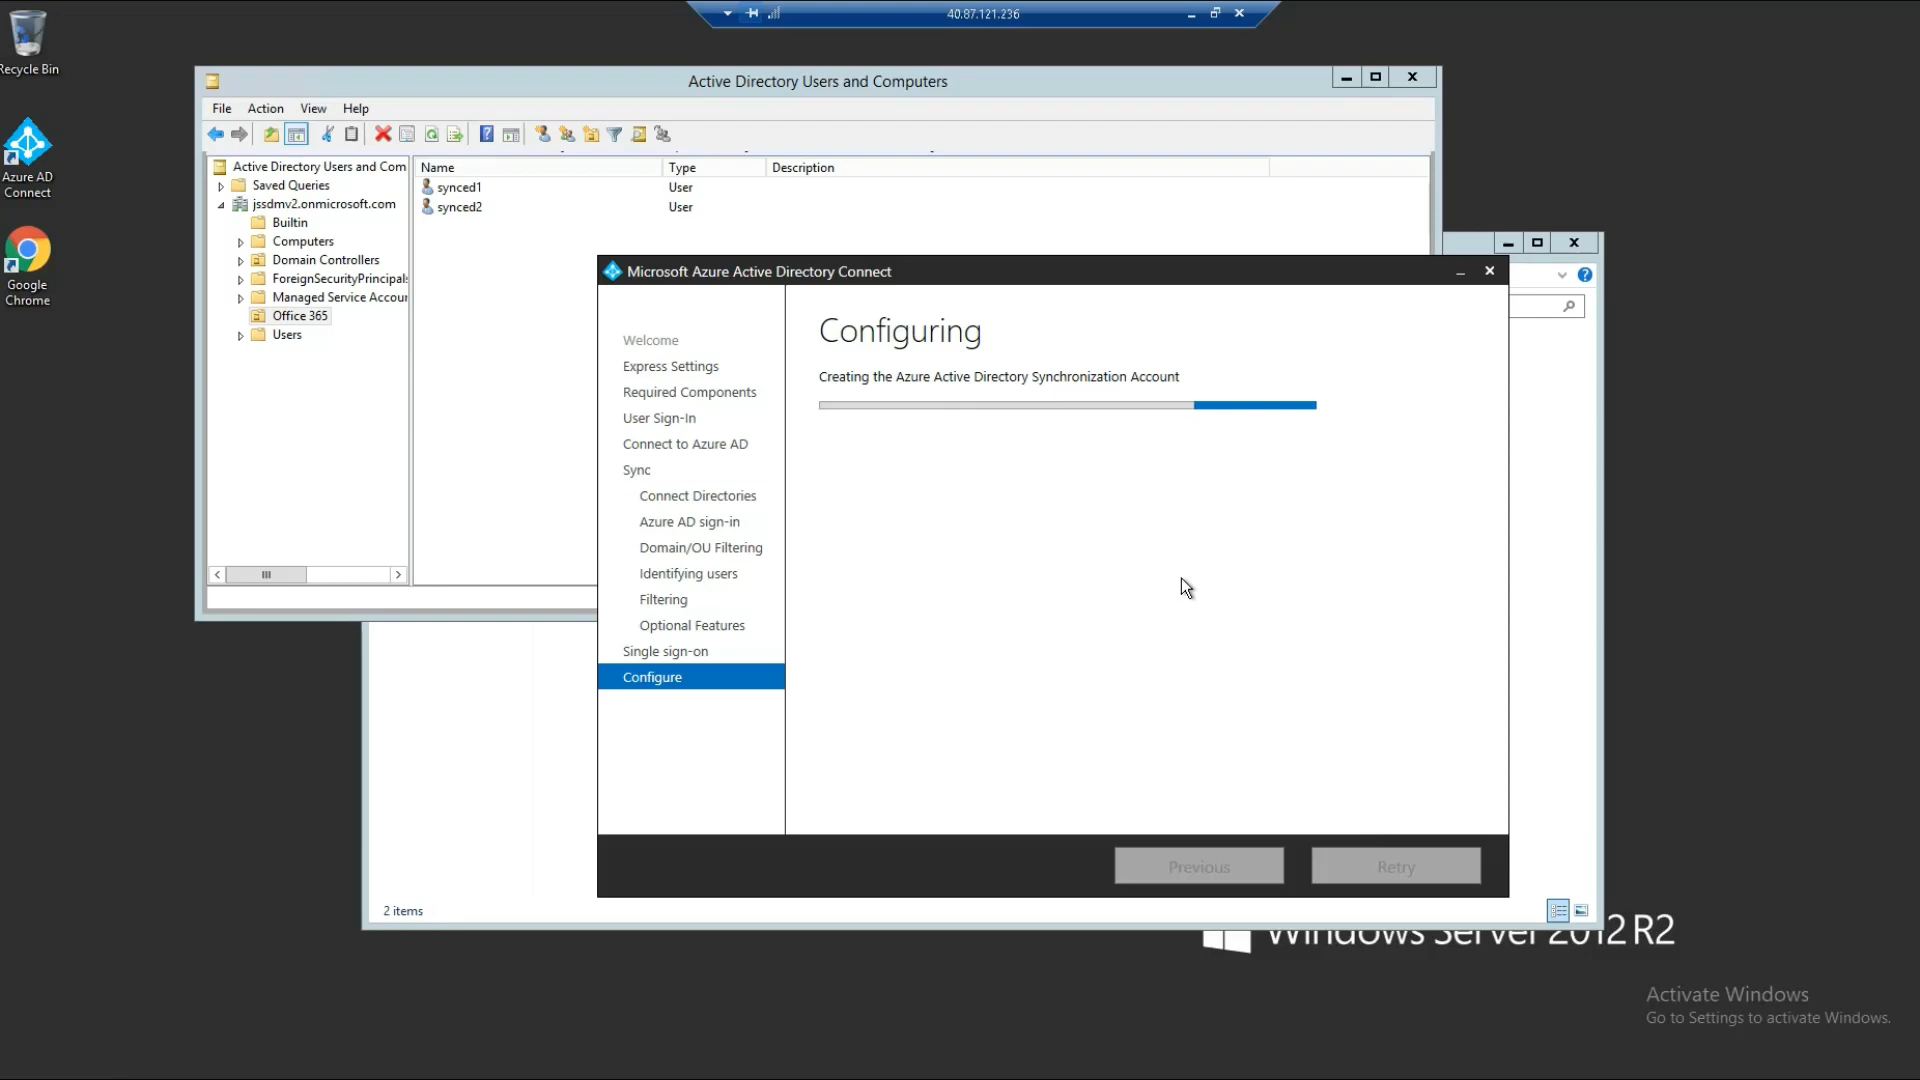 40.87.121.236
Recycle Bin
Azure AD
Connect
Google
Chrome
Active Directory Users and Computers
File Action View Help
Active Directory Users and Com
Saved Queries
jssdmv2.onmicrosoft.com
Builtin
Computers
Domain Controllers
ForeignSecurityPrincipals
Managed Service Accour
Office 365
Users
Name Type Description
synced1 User
synced2 User
Microsoft Azure Active Directory Connect
Welcome
Express Settings
Required Components
User Sign-In
Connect to Azure AD
Sync
Connect Directories
Azure AD sign-in
Domain/OU Filtering
Identifying users
Filtering
Optional Features
Single sign-on
Configure
Configuring
Creating the Azure Active Directory Synchronization Account
Previous Retry
2 items
Windows Server 2012 R2
Activate Windows
Go to Settings to activate Windows.